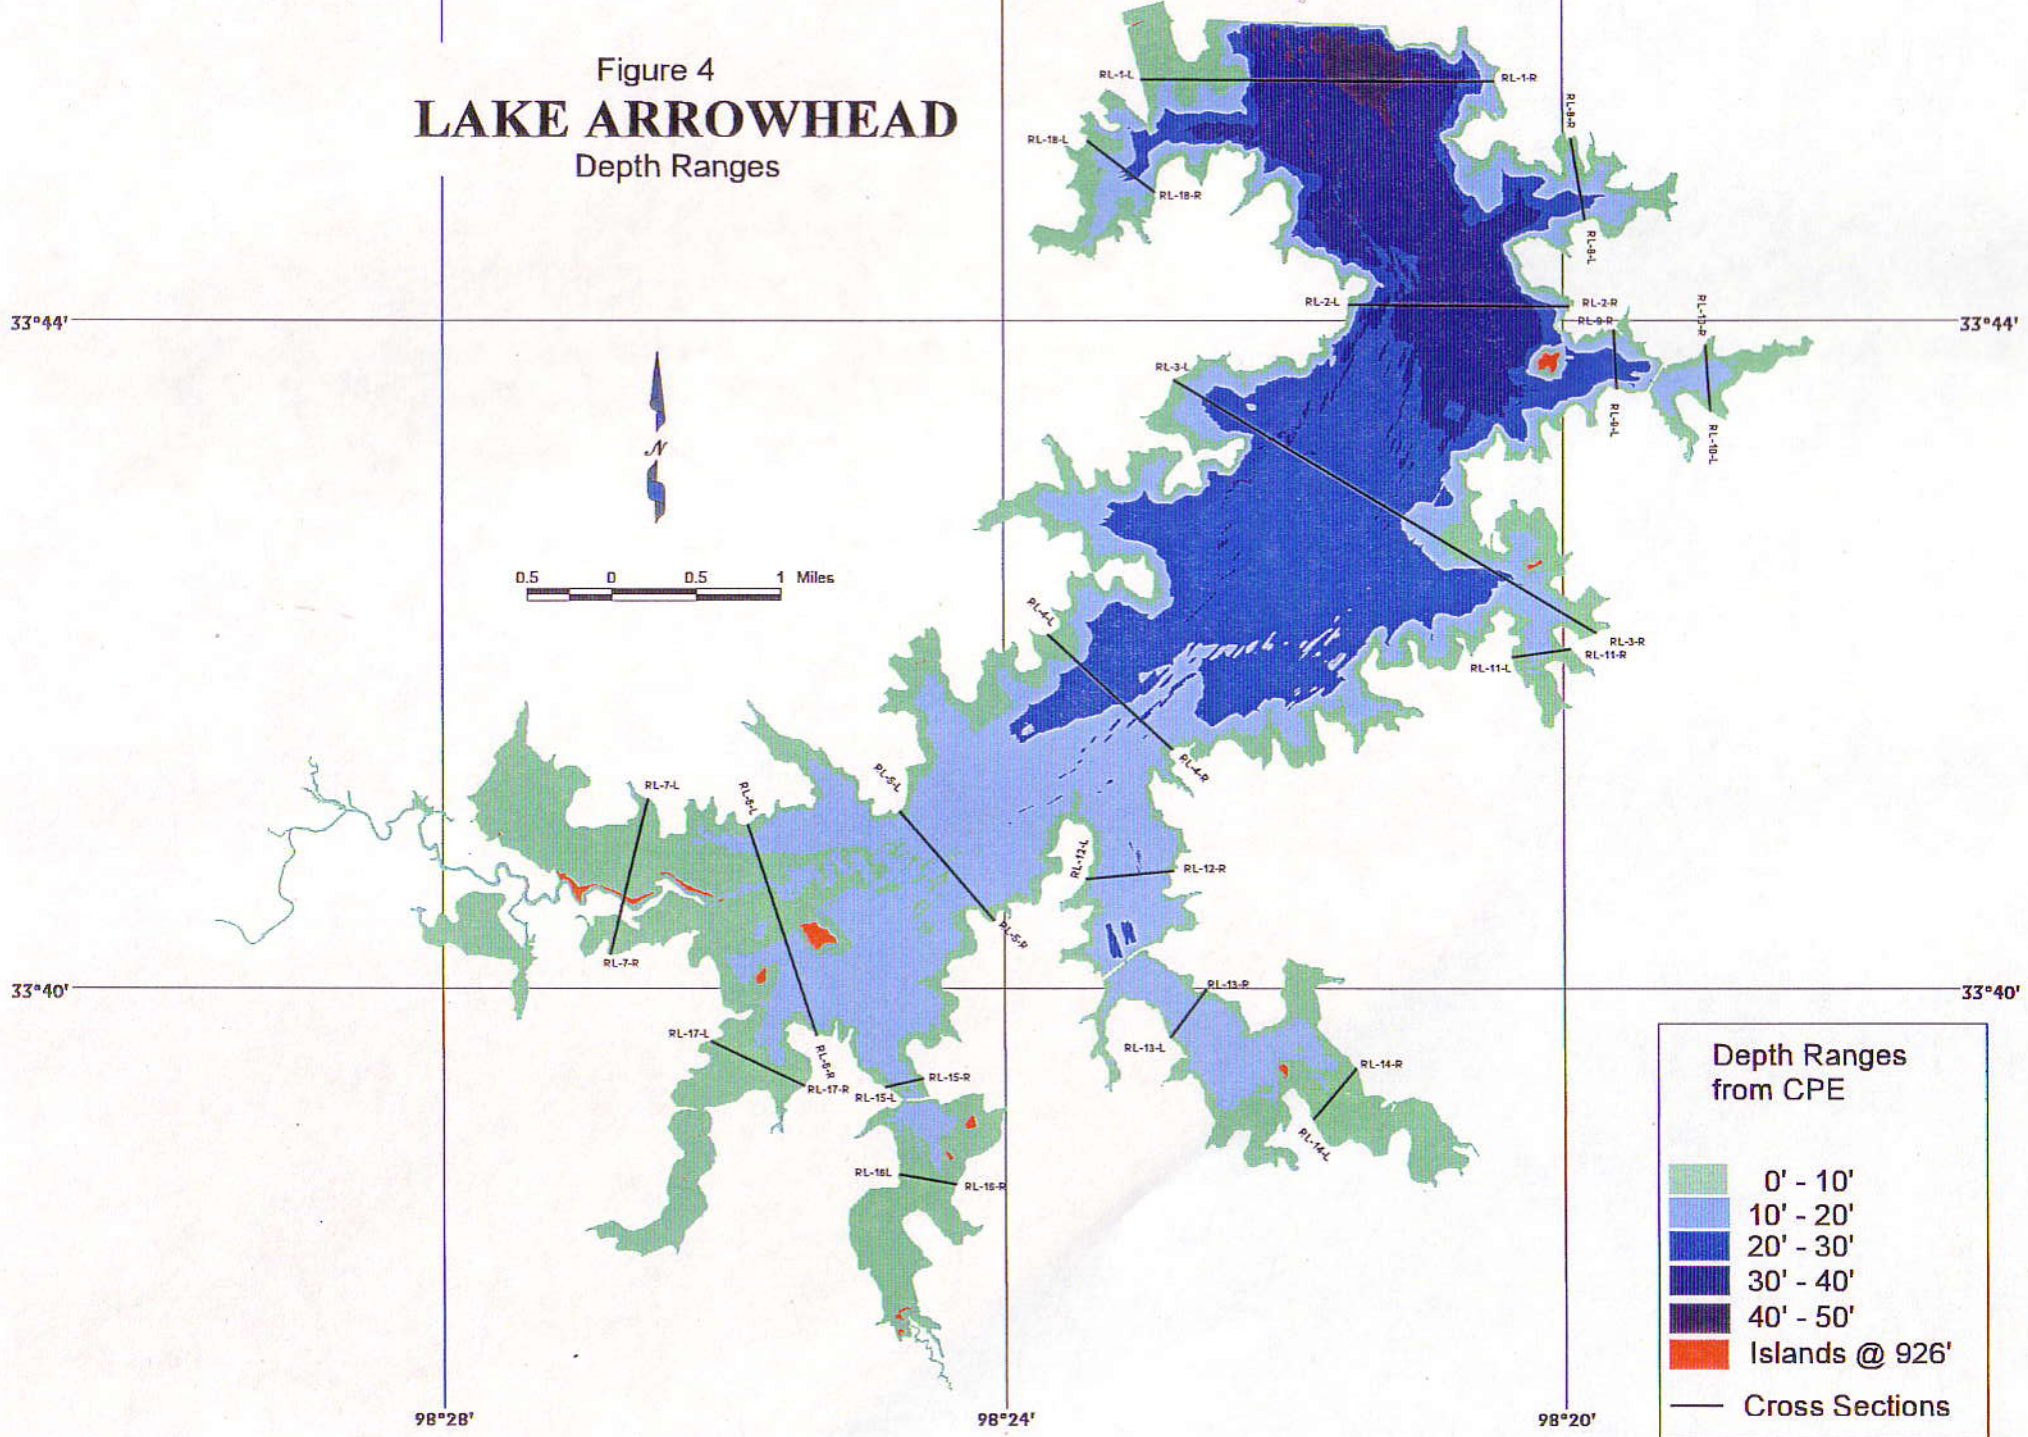 Figure 4
LAKE ARROWHEAD
Depth Ranges
RL-1-L
RL-1-R
RL-8-R
RL-18-L
RL-18-R
RL-8-L
RL-2-L
RL-2-R
33°44'
33°44'
RL-9-R
RL-10-R
RL-3-L
RL-9-L
RL-10-L
N
0.5 0 0.5 1 Miles
RL-4-L
RL-3-R
RL-11-R
RL-11-L
RL-4-R
RL-5-L
RL-7-L
RL-6-L
RL-12-L
RL-12-R
RL-5-R
RL-7-R
33°40'
33°40'
RL-13-R
RL-17-L
RL-13-L
RL-6-R
RL-14-R
RL-15-R
RL-17-R
RL-15-L
RL-14-L
RL-16L
RL-16-R
Depth Ranges
from CPE
0' - 10'
10' - 20'
20' - 30'
30' - 40'
40' - 50'
Islands @ 926'
Cross Sections
98°28'
98°24'
98°20'